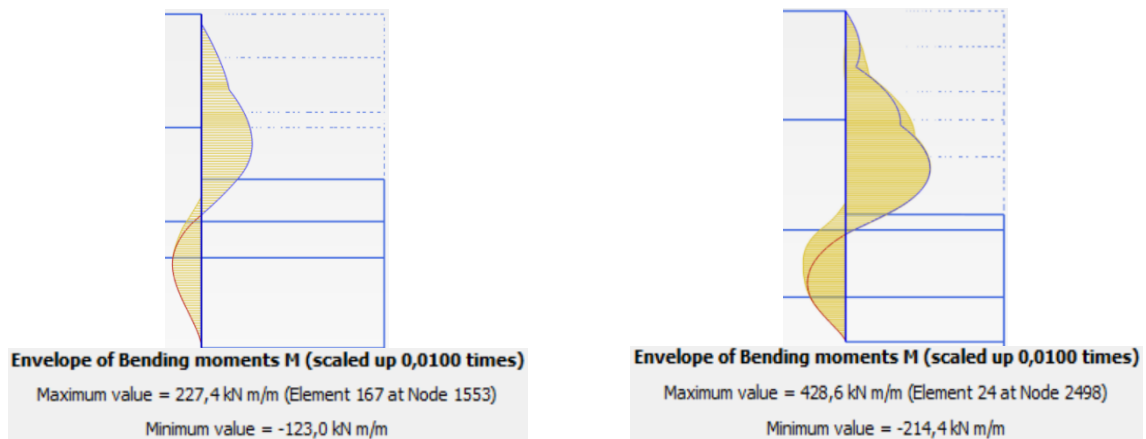 Envelope of Bending moments M (scaled up 0,0100 times)
Maximum value = 227,4 kN m/m (Element 167 at Node 1553)
Minimum value = -123,0 kN m/m
Envelope of Bending moments M (scaled up 0,0100 times)
Maximum value = 428,6 kN m/m (Element 24 at Node 2498)
Minimum value = -214,4 kN m/m